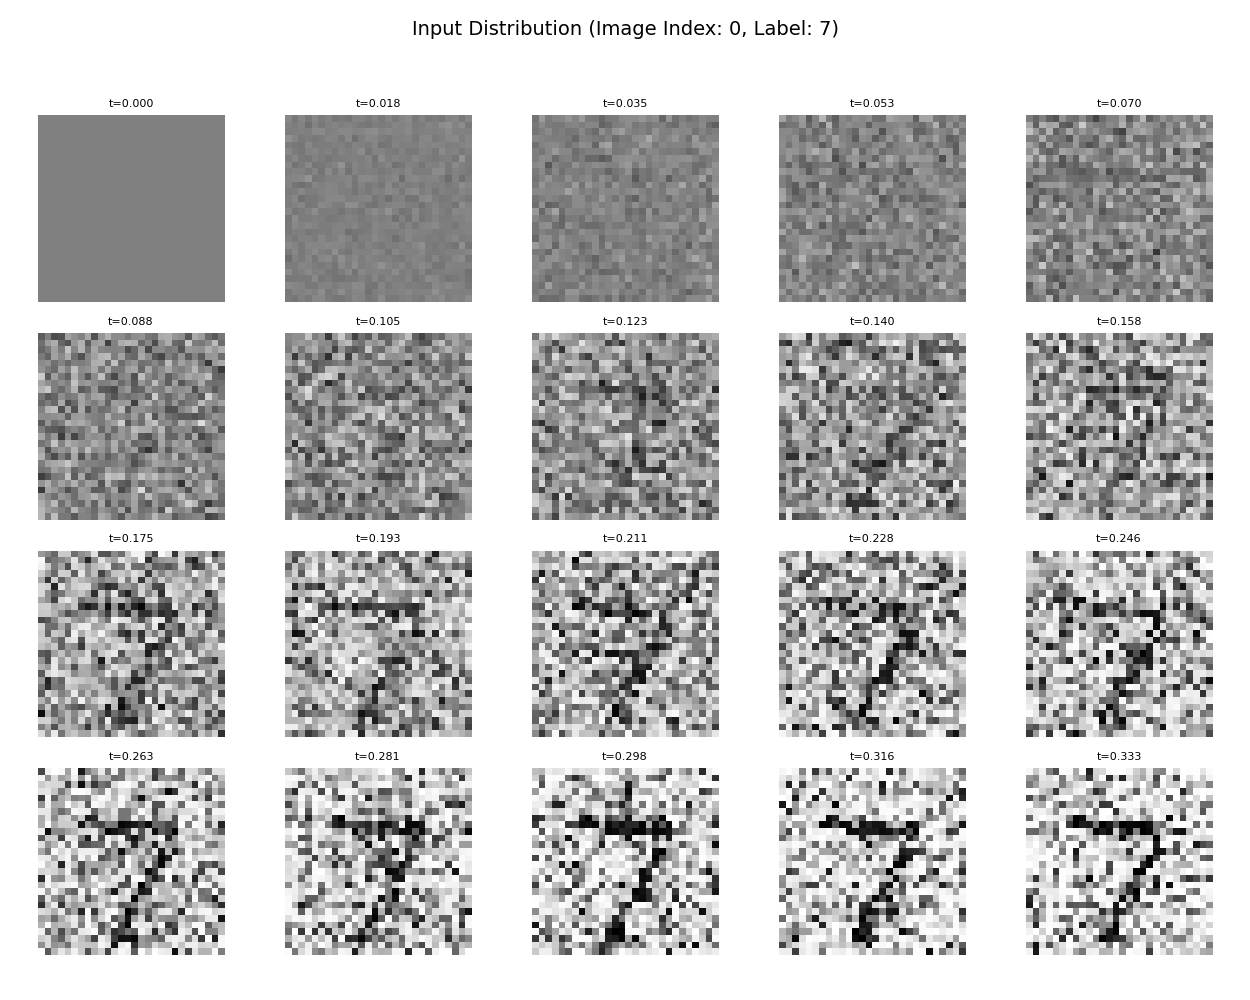 Input Distribution (Image Index: 0, Label: 7)
t=0.000 t=0.018 t=0.035 t=0.053 t=0.070
t=0.088 t=0.105 t=0.123 t=0.140 t=0.158
t=0.175 t=0.193 t=0.211 t=0.228 t=0.246
t=0.263 t=0.281 t=0.298 t=0.316 t=0.333